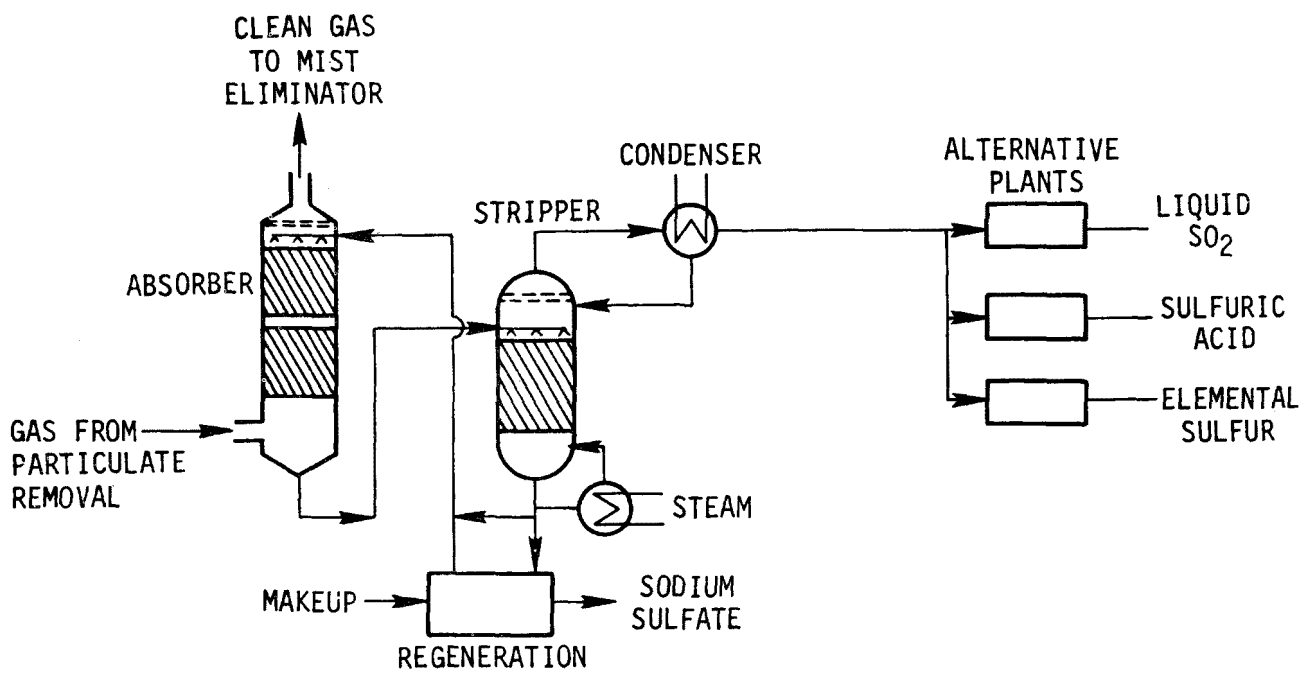 CLEAN GAS
TO MIST
ELIMINATOR
CONDENSER
ALTERNATIVE
PLANTS
STRIPPER
LIQUID
SO2
ABSORBER
SULFURIC
ACID
GAS FROM
PARTICULATE
REMOVAL
ELEMENTAL
SULFUR
STEAM
MAKEUP
SODIUM
SULFATE
REGENERATION